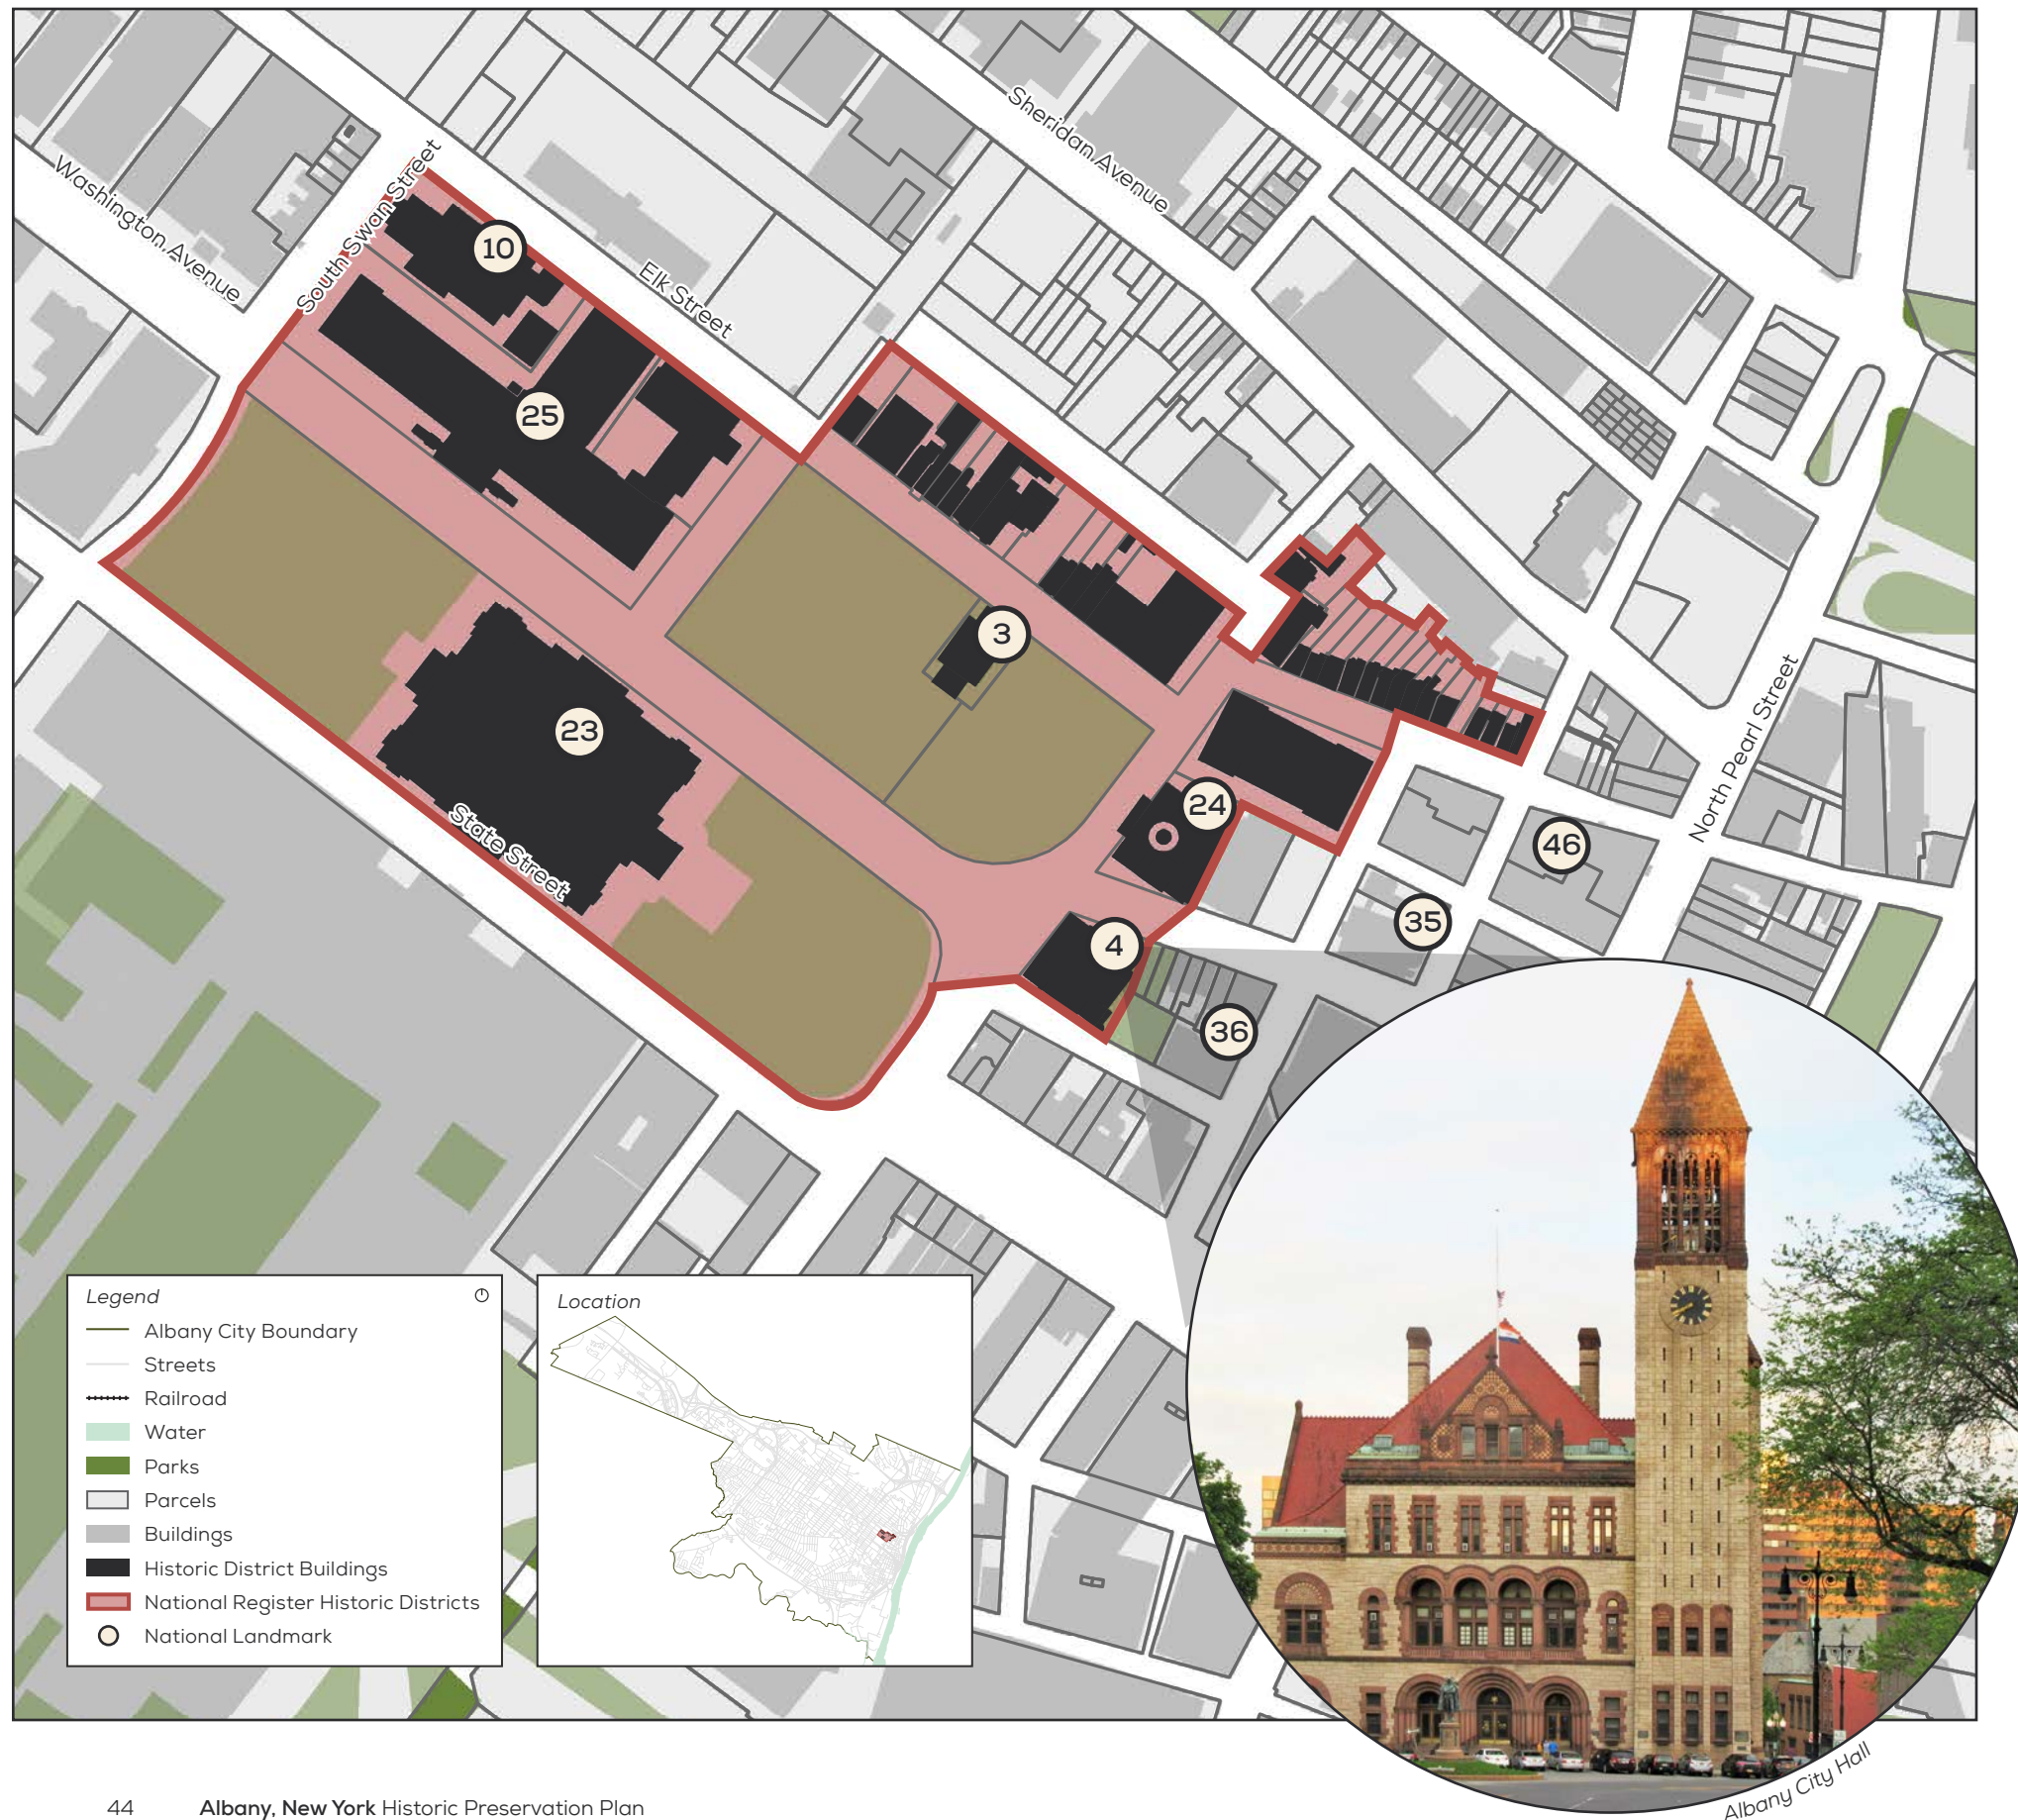 Sheridan Avenue
Washington Avenue
South Swan Street
10
Elk Street
25
3
23
24
North Pearl Street
46
State Street
35
4
36
Legend
Albany City Boundary
Streets
Railroad
Water
Parks
Parcels
Buildings
Historic District Buildings
National Register Historic Districts
National Landmark
Location
Albany City Hall
44 Albany, New York Historic Preservation Plan